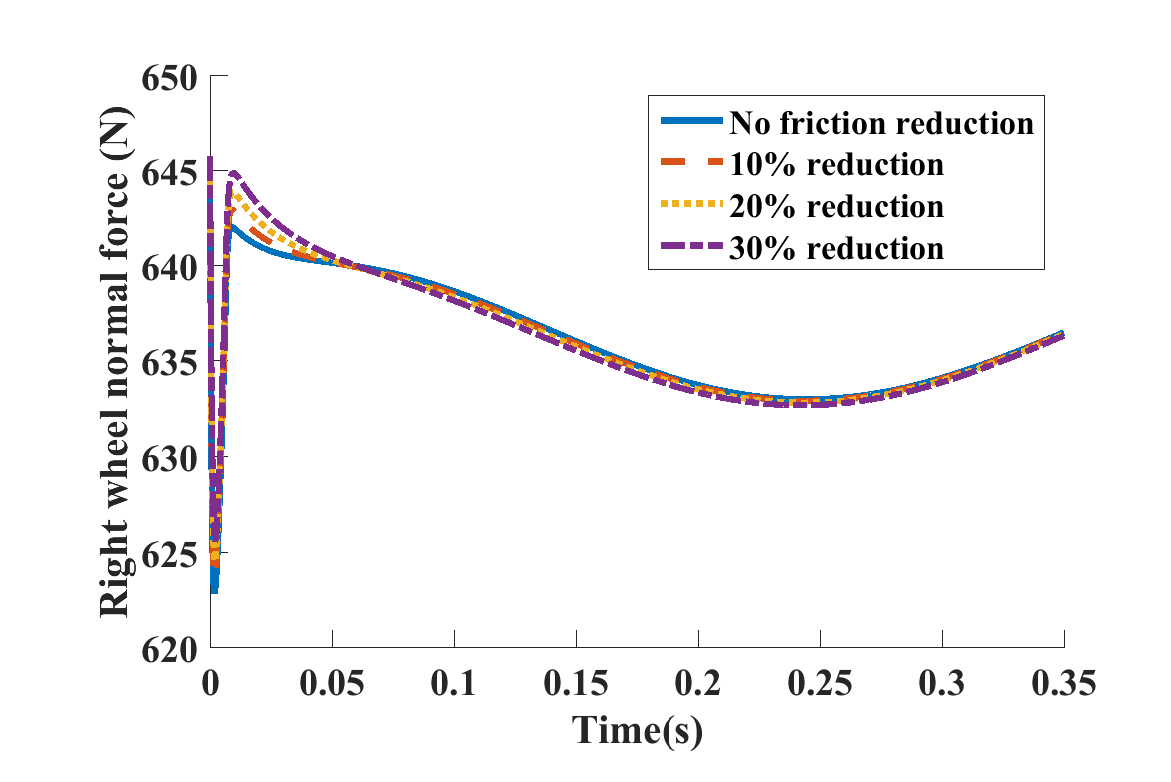 650
645
640
635
630
625
620
Right wheel normal force (N)
No friction reduction
10% reduction
20% reduction
30% reduction
0 0.05 0.1 0.15 0.2 0.25 0.3 0.35
Time(s)